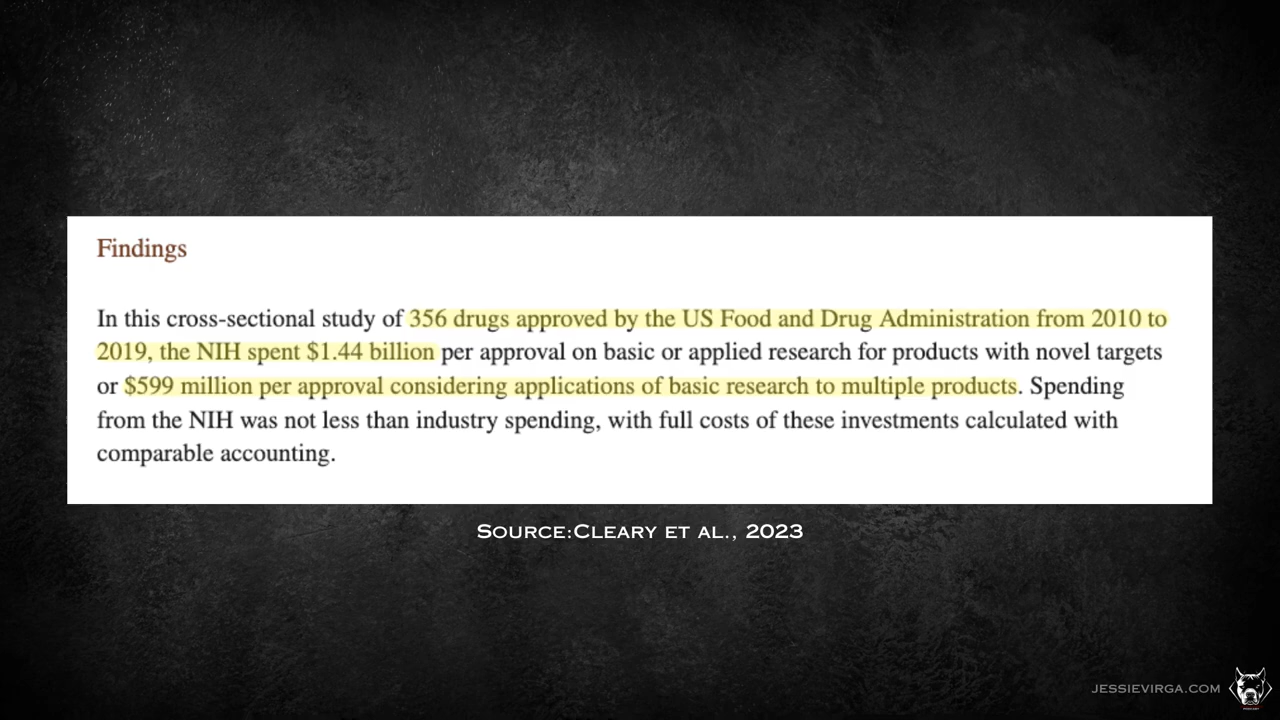 Findings
In this cross-sectional study of 356 drugs approved by the US Food and Drug Administration from 2010 to
2019, the NIH spent $1.44 billion per approval on basic or applied research for products with novel targets
or $599 million per approval considering applications of basic research to multiple products. Spending
from the NIH was not less than industry spending, with full costs of these investments calculated with
comparable accounting.
SOURCE:CLEARY ET AL., 2023
JESSIEVIRGA.COM